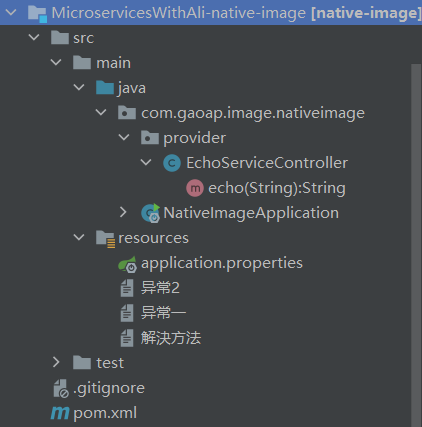 MicroservicesWithAli-native-image [native-image]
src
main
java
com.gaoap.image.nativeimage
provider
EchoServiceController
echo(String):String
NativeImageApplication
resources
application.properties
异常2
异常一
解决方法
test
.gitignore
pom.xml